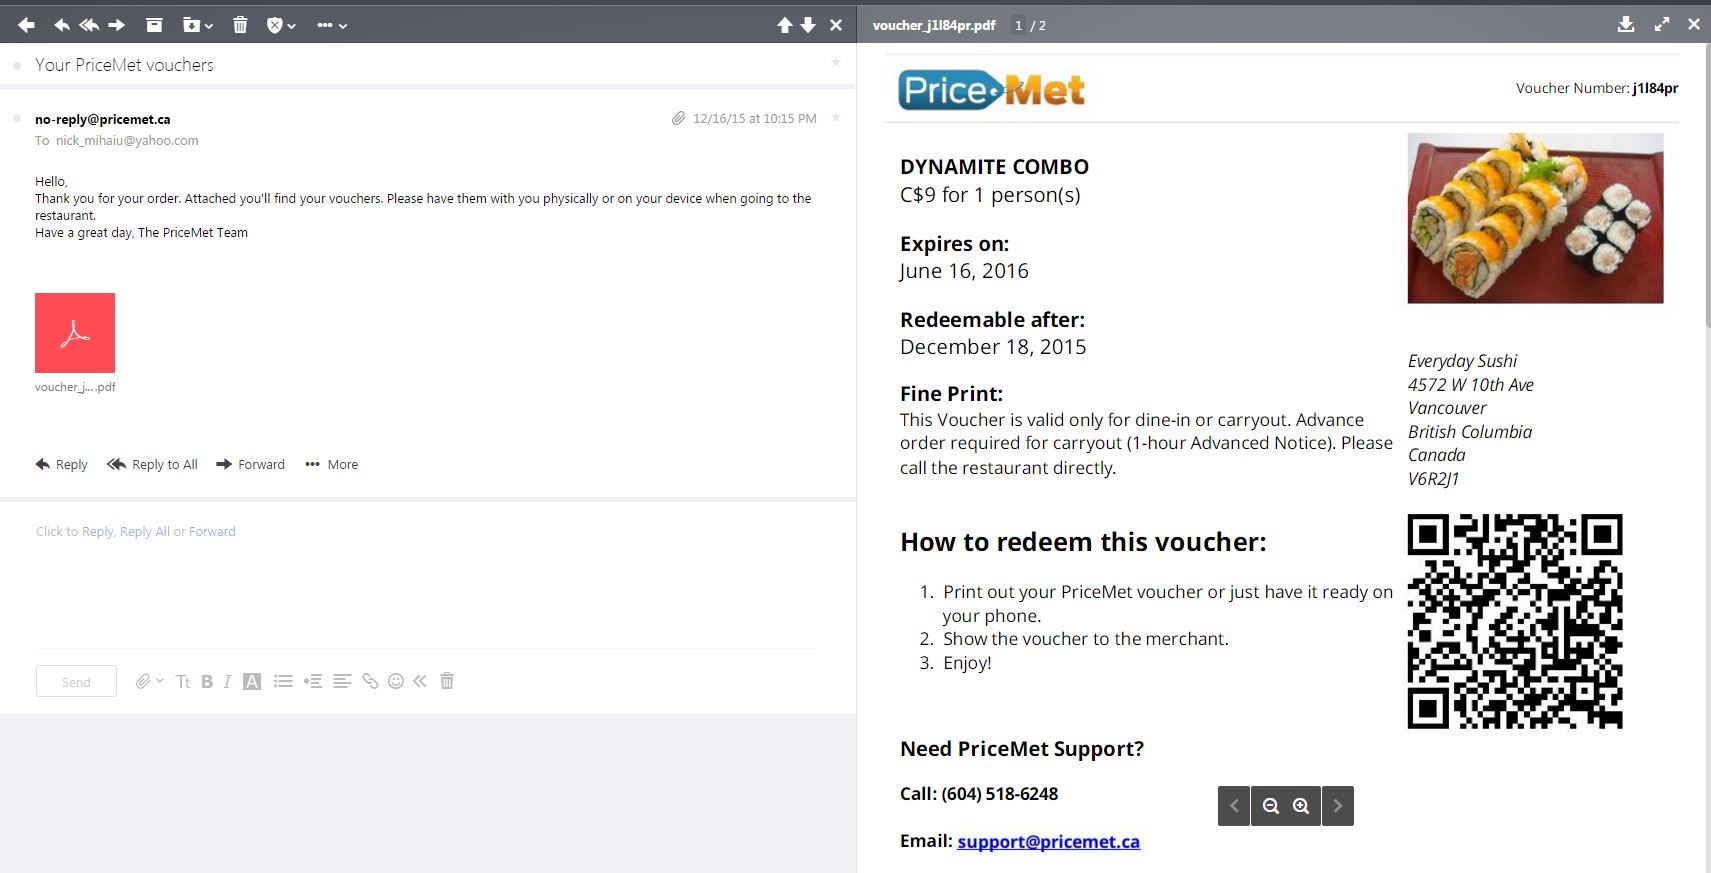 Your PriceMet vouchers
no-reply@pricemet.ca
12/16/15 at 10:15 PM
To nick_mihaiu@yahoo.com
Hello,
Thank you for your order. Attached you'll find your vouchers. Please have them with you physically or on your device when going to the
restaurant.
Have a great day, The PriceMet Team
voucher_j... .pdf
Reply
Reply to All
Forward
More
Click to Reply, Reply All or Forward
Send
Tt B I A
voucher_j1l84pr.pdf 1 / 2
Price Met
Voucher Number: j1l84pr
DYNAMITE COMBO
C$9 for 1 person(s)
Expires on:
June 16, 2016
Redeemable after:
December 18, 2015
Fine Print:
This Voucher is valid only for dine-in or carryout. Advance
order required for carryout (1-hour Advanced Notice). Please
call the restaurant directly.
Everyday Sushi
4572 W 10th Ave
Vancouver
British Columbia
Canada
V6R2J1
How to redeem this voucher:
1. Print out your PriceMet voucher or just have it ready on
your phone.
2. Show the voucher to the merchant.
3. Enjoy!
Need PriceMet Support?
Call: (604) 518-6248
Email: support@pricemet.ca